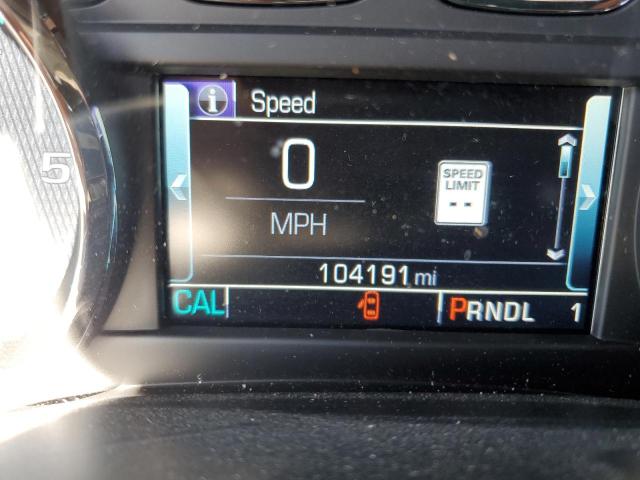 i Speed
5
0
SPEED
LIMIT
--
MPH
104191 mi
CAL PRNDL 1